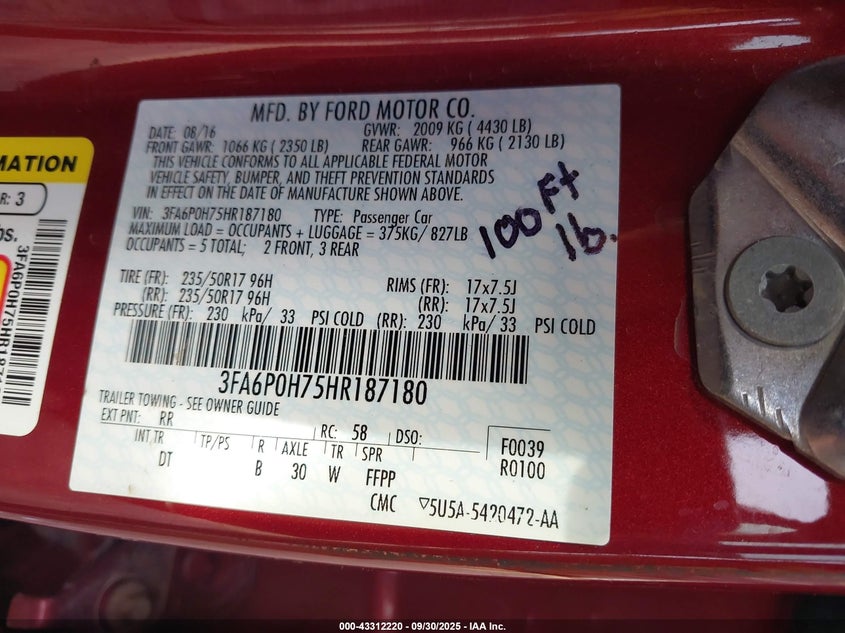 MFD. BY FORD MOTOR CO.
DATE: 08/16 GVWR: 2009 KG ( 4430 LB)
FRONT GAWR: 1066 KG ( 2350 LB) REAR GAWR: 966 KG ( 2130 LB)
THIS VEHICLE CONFORMS TO ALL APPLICABLE FEDERAL MOTOR
VEHICLE SAFETY, BUMPER, AND THEFT PREVENTION STANDARDS
IN EFFECT ON THE DATE OF MANUFACTURE SHOWN ABOVE.
VIN: 3FA6P0H75HR187180 TYPE: Passenger Car
MAXIMUM LOAD = OCCUPANTS + LUGGAGE = 375KG/ 827LB
OCCUPANTS = 5 TOTAL; 2 FRONT, 3 REAR
100 Ft
lb.
TIRE (FR): 235/50R17 96H RIMS (FR): 17x7.5J
(RR): 235/50R17 96H (RR): 17x7.5J
PRESSURE (FR): 230 kPa/ 33 PSI COLD (RR): 230 kPa/ 33 PSI COLD
3FA6P0H75HR187180
TRAILER TOWING - SEE OWNER GUIDE
EXT PNT: RR RC: 58 DSO: F0039
INT TR TP/PS R AXLE TR SPR R0100
DT B 30 W FFPP
CMC ▽5U5A-5420472-AA
MATION
R: 3
bs.
000-43312220 | 09/30/2025 - IAA Inc.